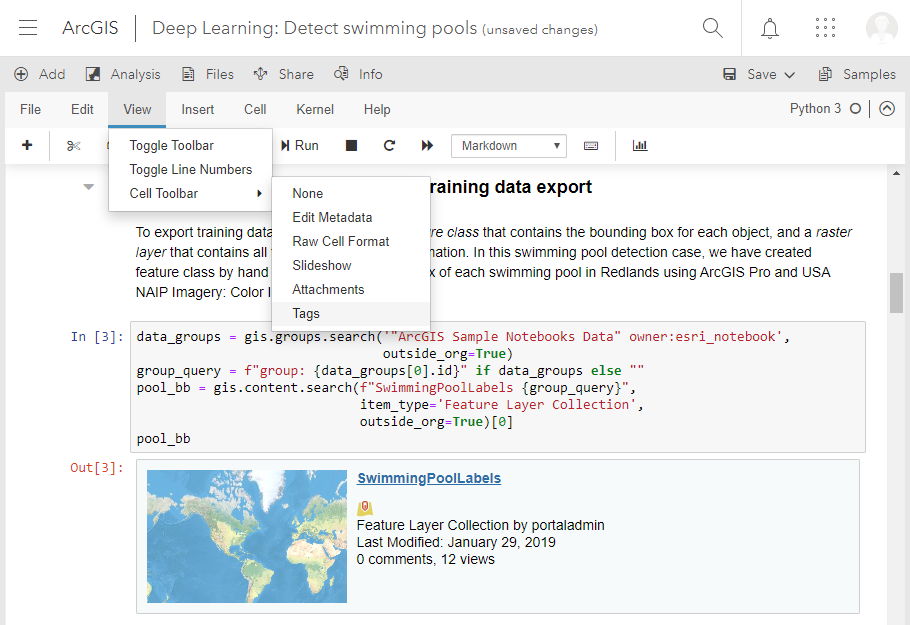 ArcGIS Deep Learning: Detect swimming pools (unsaved changes)
Add Analysis Files Share Info Save Samples
File Edit View Insert Cell Kernel Help Python 3
Toggle Toolbar
Run Markdown
Toggle Line Numbers
Cell Toolbar
None
Edit Metadata
Raw Cell Format
Slideshow
Attachments
Tags
raining data export
To export training data ure class that contains the bounding box for each object, and a raster
layer that contains all mation. In this swimming pool detection case, we have created
feature class by hand x of each swimming pool in Redlands using ArcGIS Pro and USA
NAIP Imagery: Color I
In [3]: data_groups = gis.groups.search('"ArcGIS Sample Notebooks Data" owner:esri_notebook',
outside_org=True)
group_query = f"group: {data_groups[0].id}" if data_groups else ""
pool_bb = gis.content.search(f"SwimmingPoolLabels {group_query}",
item_type='Feature Layer Collection',
outside_org=True)[0]
pool_bb
Out[3]:
SwimmingPoolLabels
Feature Layer Collection by portaladmin
Last Modified: January 29, 2019
0 comments, 12 views